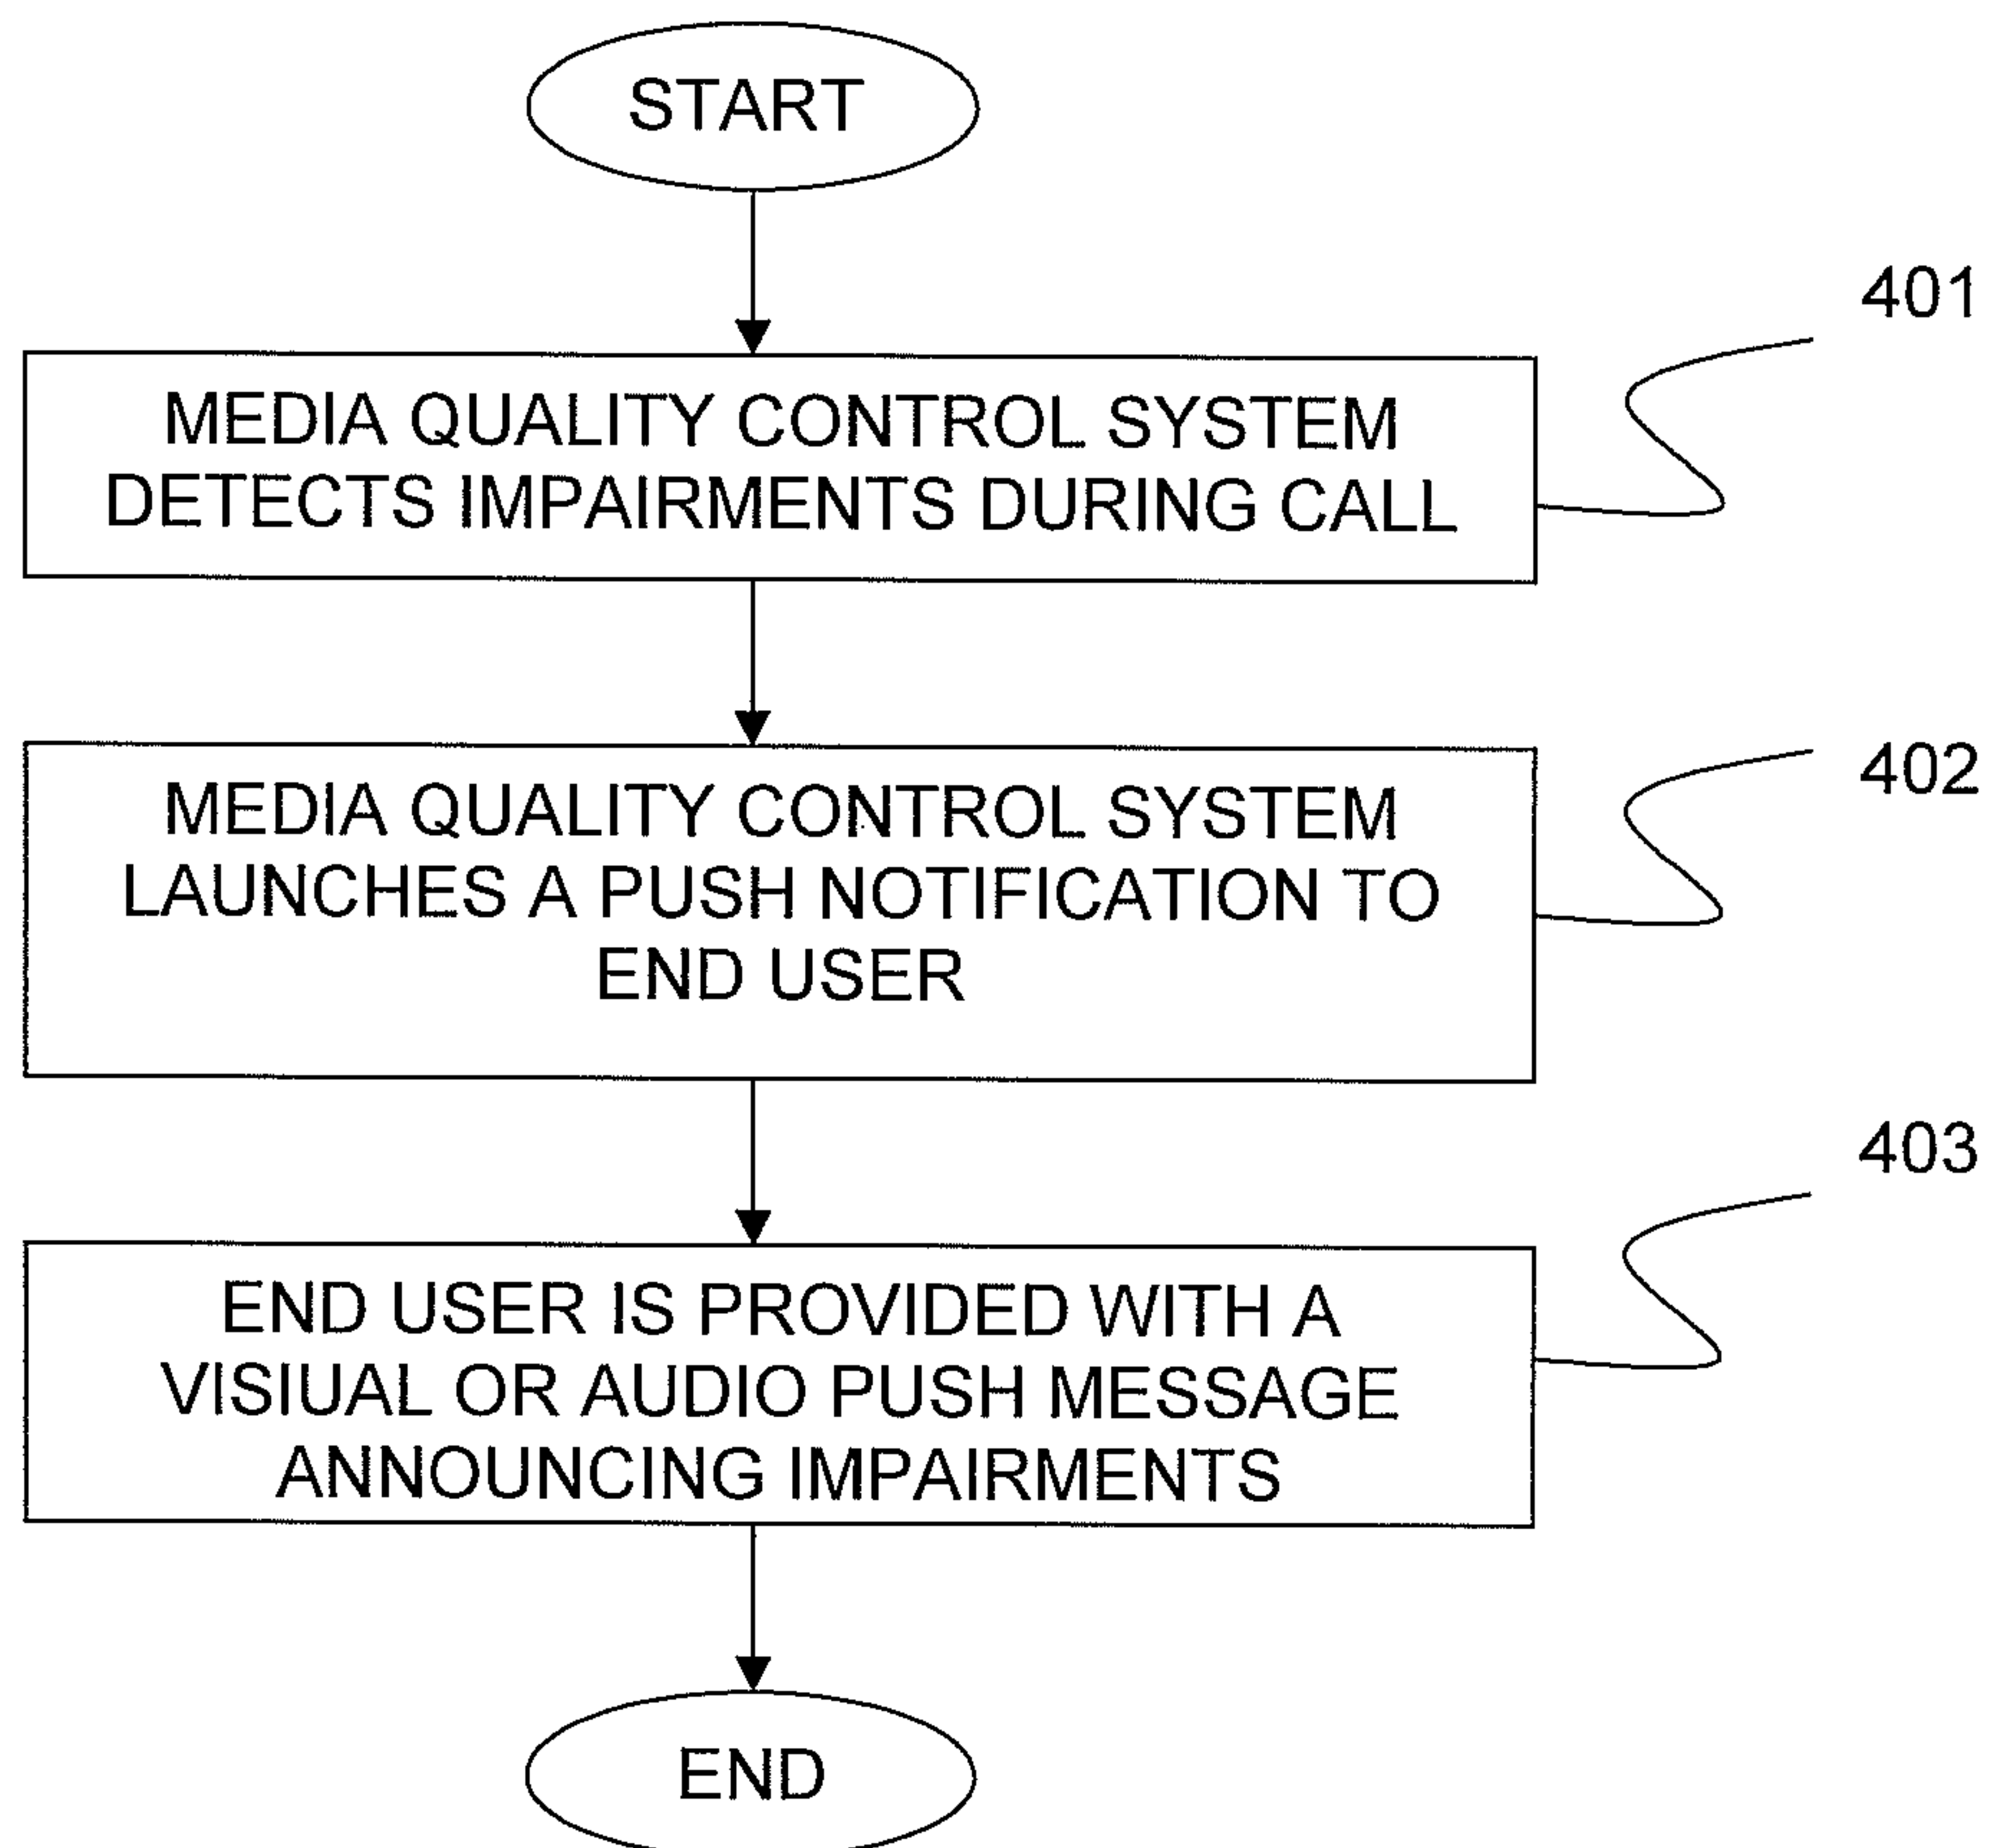 START
401
MEDIA QUALITY CONTROL SYSTEM
DETECTS IMPAIRMENTS DURING CALL
402
MEDIA QUALITY CONTROL SYSTEM
LAUNCHES A PUSH NOTIFICATION TO
END USER
403
END USER IS PROVIDED WITH A
VISIUAL OR AUDIO PUSH MESSAGE
ANNOUNCING IMPAIRMENTS
END